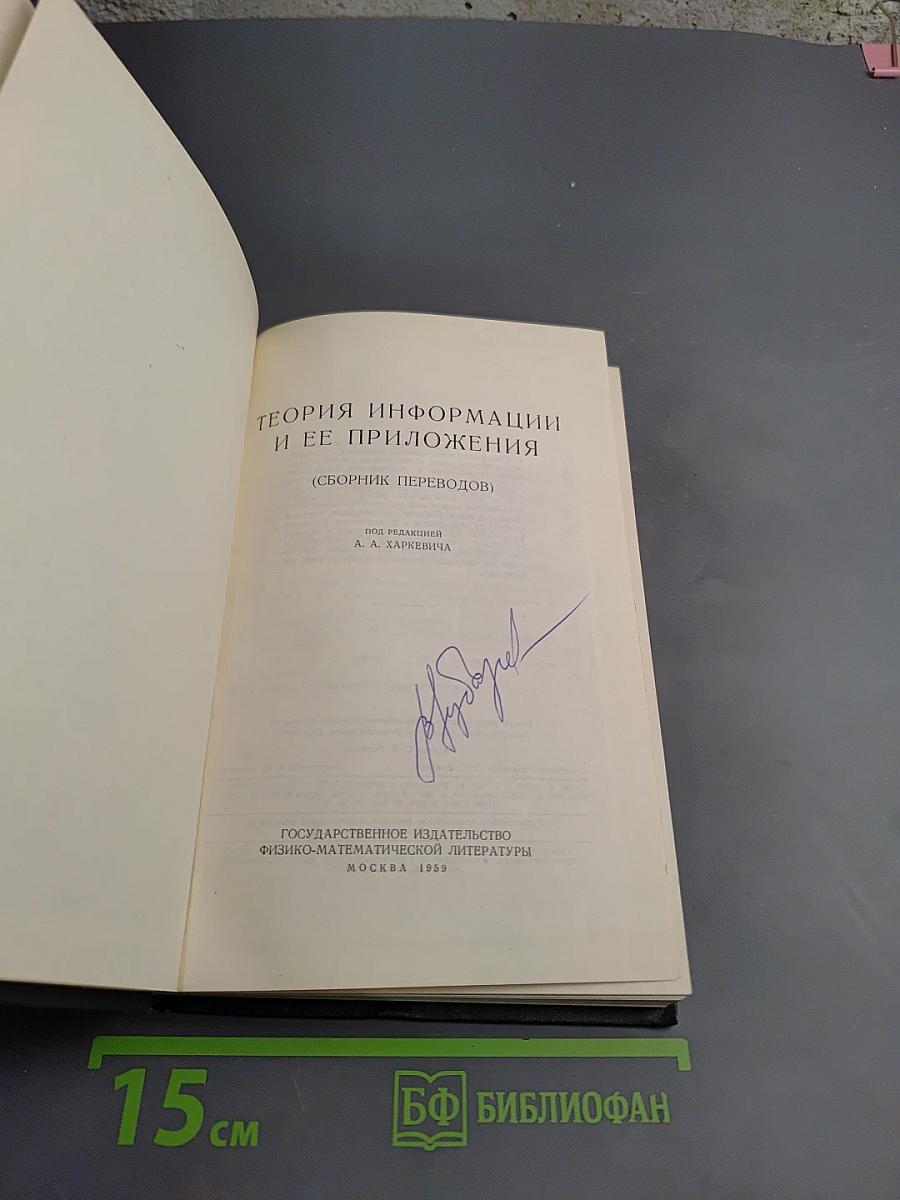 ТЕОРИЯ ИНФОРМАЦИИ
И ЕЕ ПРИЛОЖЕНИЯ
(СБОРНИК ПЕРЕВОДОВ)
ПОД РЕДАКЦИЕЙ
А. А. ХАРКЕВИЧА
ГОСУДАРСТВЕННОЕ ИЗДАТЕЛЬСТВО
ФИЗИКО-МАТЕМАТИЧЕСКОЙ ЛИТЕРАТУРЫ
МОСКВА 1959
15 см
БФ БИБЛИОФАН